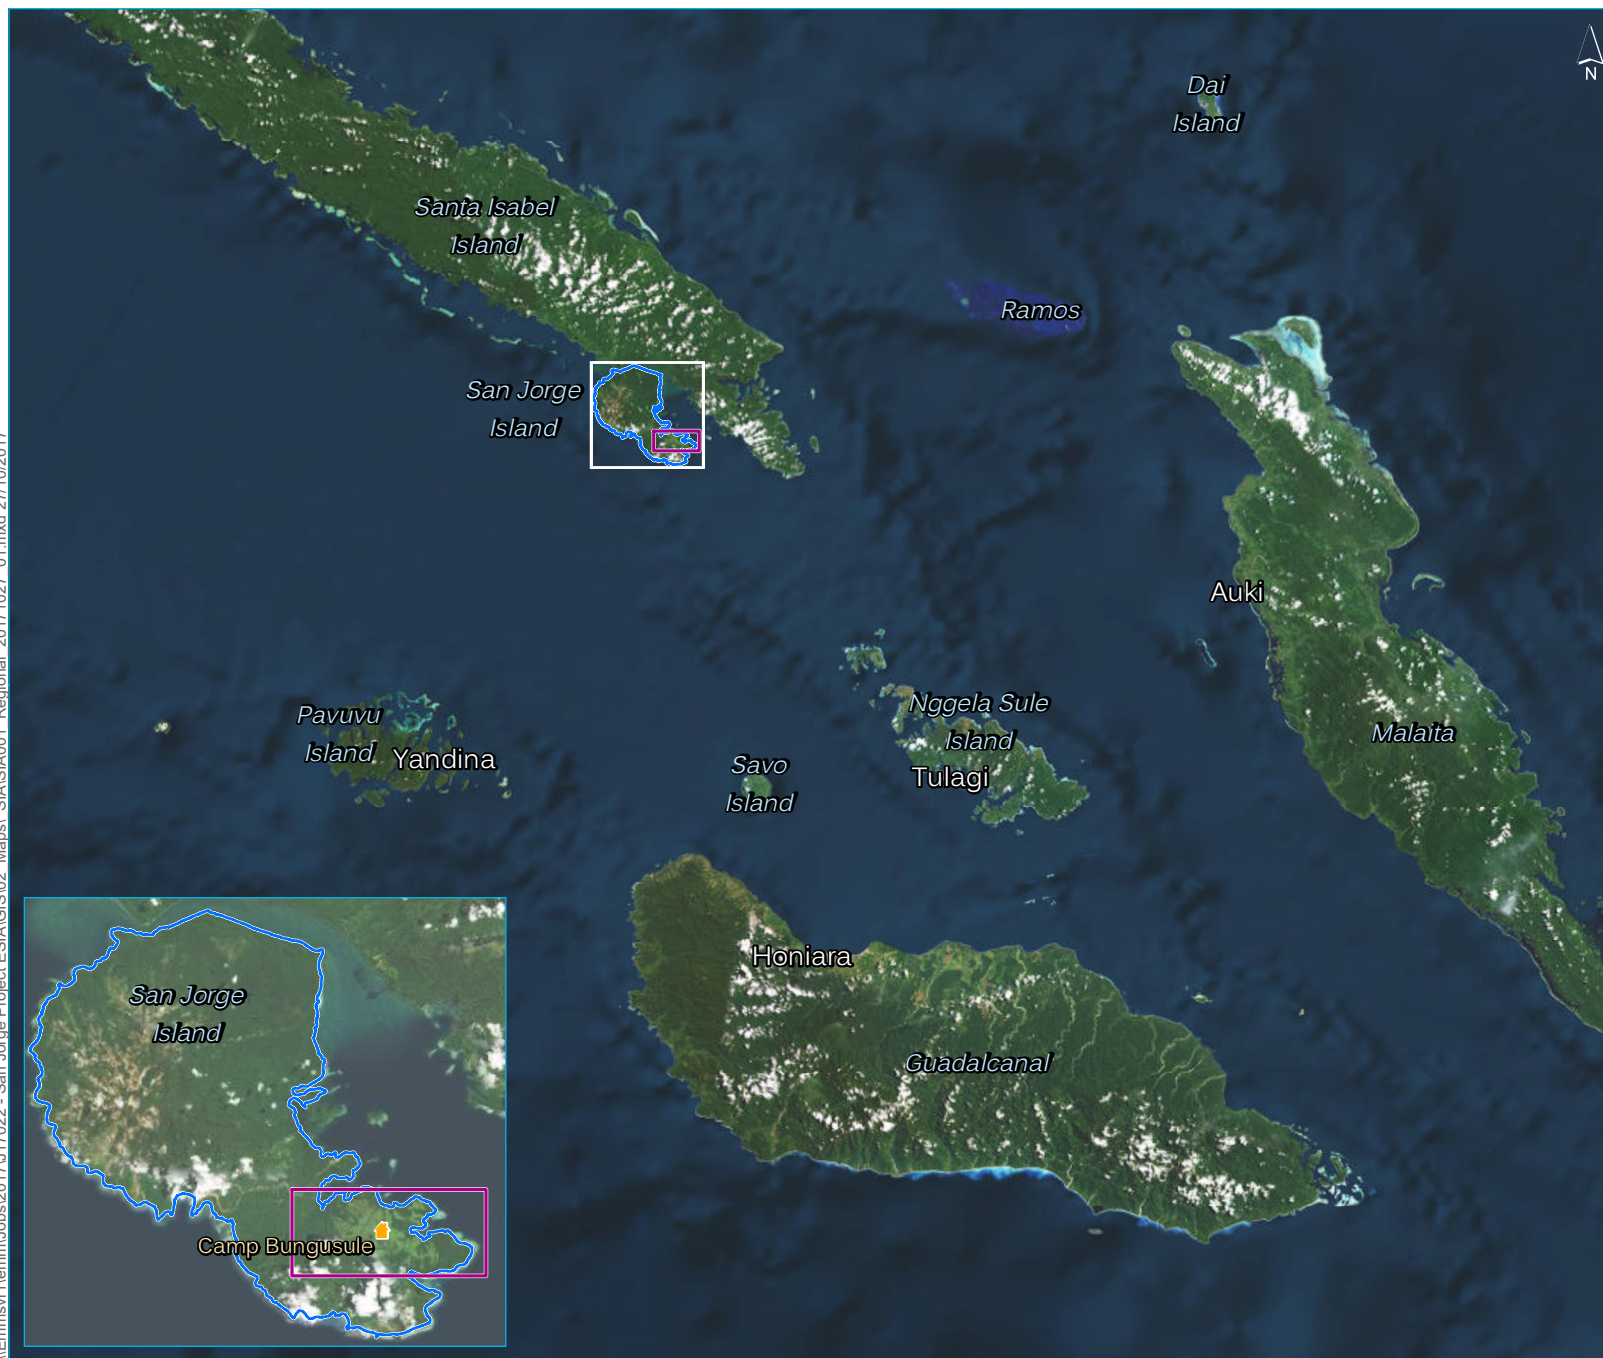 N
Dai
Island
Santa Isabel
Island
Ramos
San Jorge
Island
Auki
Pavuvu
Island
Yandina
Nggela Sule
Island
Tulagi
Malaita
Savo
Island
Honiara
Guadalcanal
San Jorge
Island
Camp Bungusule